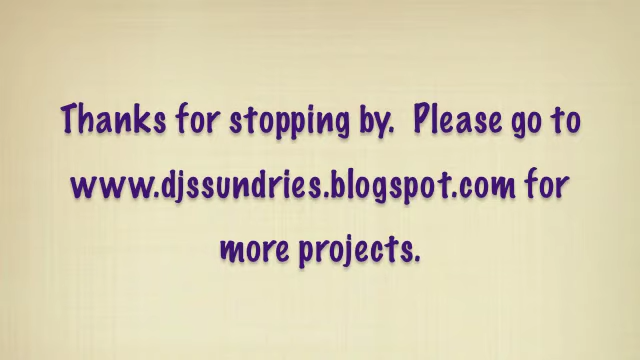 Thanks for stopping by.  Please go to
www.djssundries.blogspot.com for
more projects.